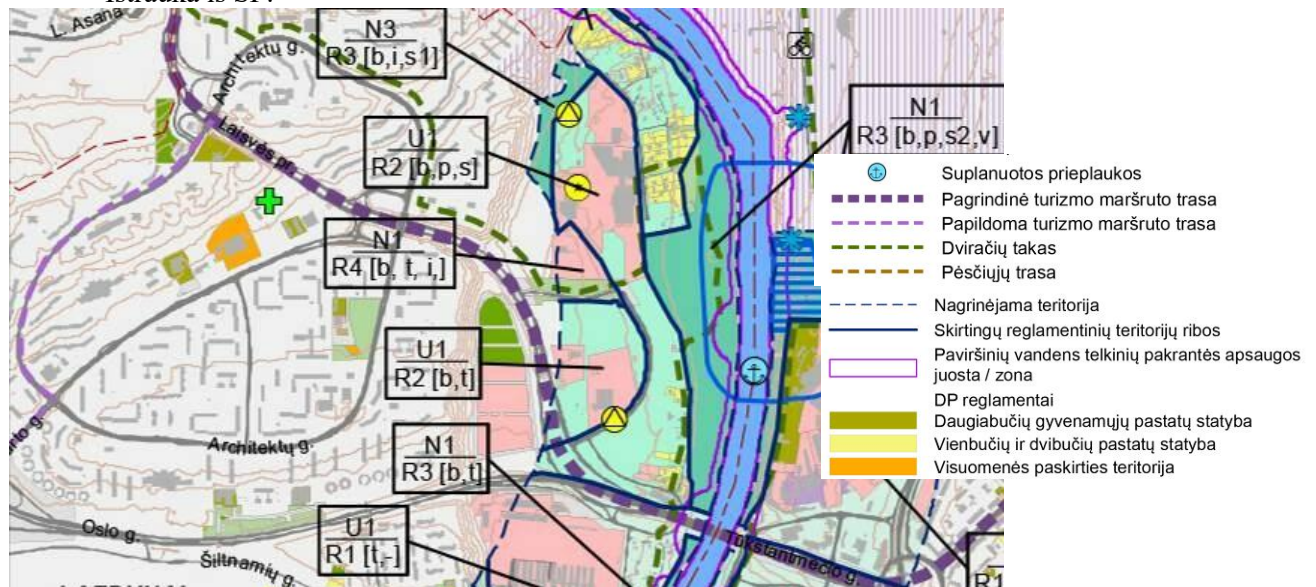 Ištrauka iš SP:
L. Asana
Architektų g.
N3
R3 [b,i,s1]
Laisvės pr.
U1
R2 [b,p,s]
N1
R3 [b,p,s2,v]
N1
R4 [b, t, i,]
U1
R2 [b,t]
Architektų g.
N1
R3 [b,t]
Oslo g.
U1
R1 [t,-]
Šiltnamių g.
Tūkstantmečio g.
R1
Suplanuotos prieplaukos
Pagrindinė turizmo maršruto trasa
Papildoma turizmo maršruto trasa
Dviračių takas
Pėsčiųjų trasa
Nagrinėjama teritorija
Skirtingų reglamentinių teritorijų ribos
Paviršinių vandens telkinių pakrantės apsaugos
juosta / zona
DP reglamentai
Daugiabučių gyvenamųjų pastatų statyba
Vienbučių ir dvibučių pastatų statyba
Visuomenės paskirties teritorija